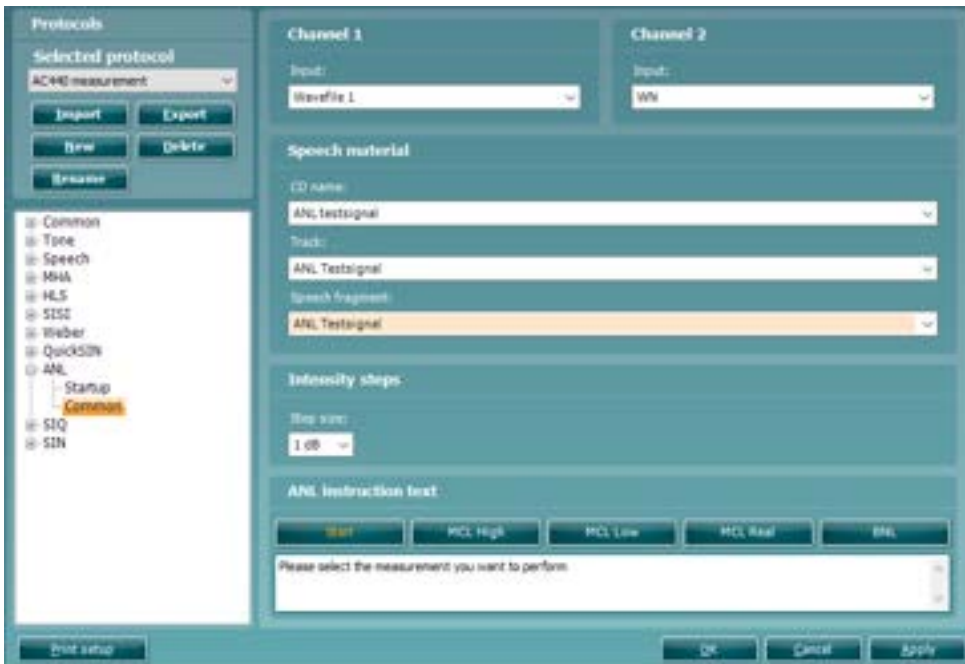 Protocols
Selected protocol
AC440 measurement
Import Export
New Delete
Rename
Common
Tone
Speech
MHA
HLS
SISI
Weber
QuickSIN
ANL
Startup
Common
SIQ
SIN
Print setup
Channel 1
Input:
Wavefile 1
Channel 2
Input:
WN
Speech material
CD name:
ANL testsignal
Track:
ANL Testsignal
Speech fragment:
ANL Testsignal
Intensity steps
Step size:
1 dB
ANL instruction text
Start MCL High MCL Low MCL Real BNL
Please select the measurement you want to perform
OK Cancel Apply